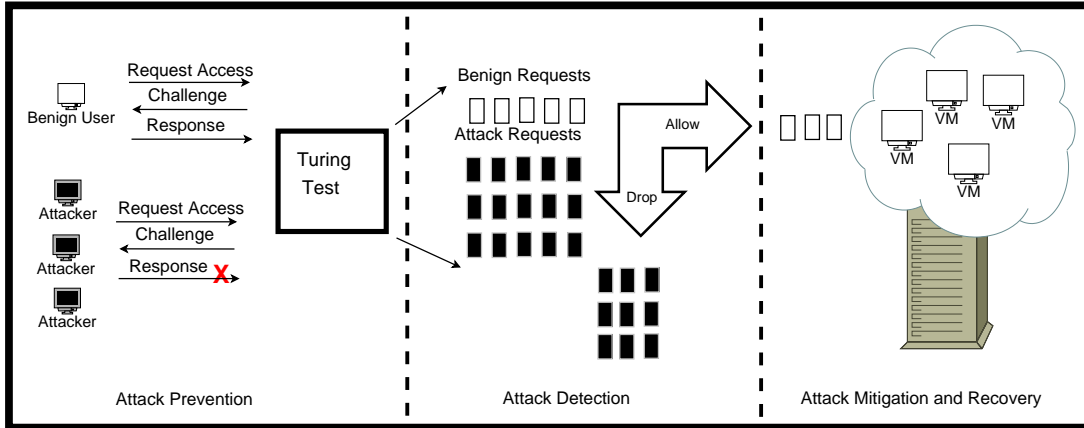 Request Access
Challenge
Benign User
Response
Turing
Test
Attacker
Request Access
Challenge
Attacker
Response
X
Attacker
Attack Prevention
Benign Requests
Attack Requests
Allow
Drop
Attack Detection
VM
VM
VM
VM
Attack Mitigation and Recovery